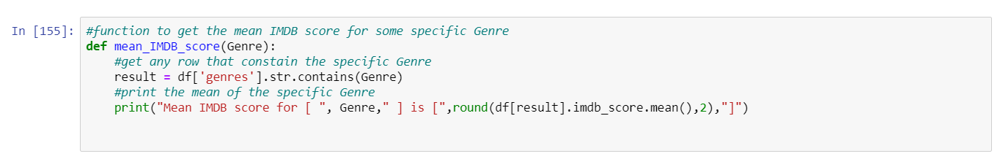 In [155]: #function to get the mean IMDB score for some specific Genre
def mean_IMDB_score(Genre):
    #get any row that constain the specific Genre
    result = df['genres'].str.contains(Genre)
    #print the mean of the specific Genre
    print("Mean IMDB score for [ ", Genre," ] is [",round(df[result].imdb_score.mean(),2),"]")